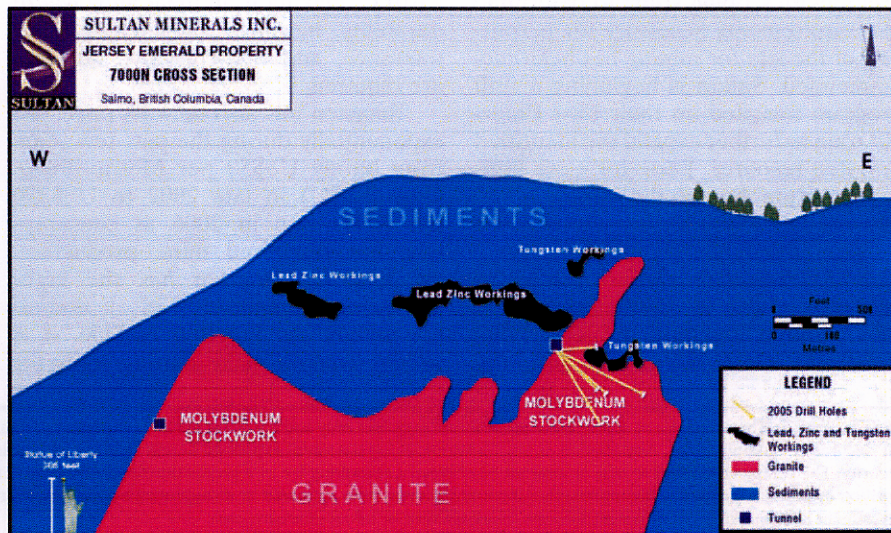 SULTAN MINERALS INC.
JERSEY EMERALD PROPERTY
7000N CROSS SECTION
Salmo, British Columbia, Canada
S
SULTAN
W
E
SEDIMENTS
Tungsten Workings
Lead Zinc Workings
Lead Zinc Workings
Feet
0
Metres
Tungsten Workings
MOLYBDENUM
STOCKWORK
MOLYBDENUM
STOCKWORK
Statue of Liberty
GRANITE
LEGEND
2005 Drill Holes
Lead, Zinc and Tungsten
Workings
Granite
Sediments
Tunnel